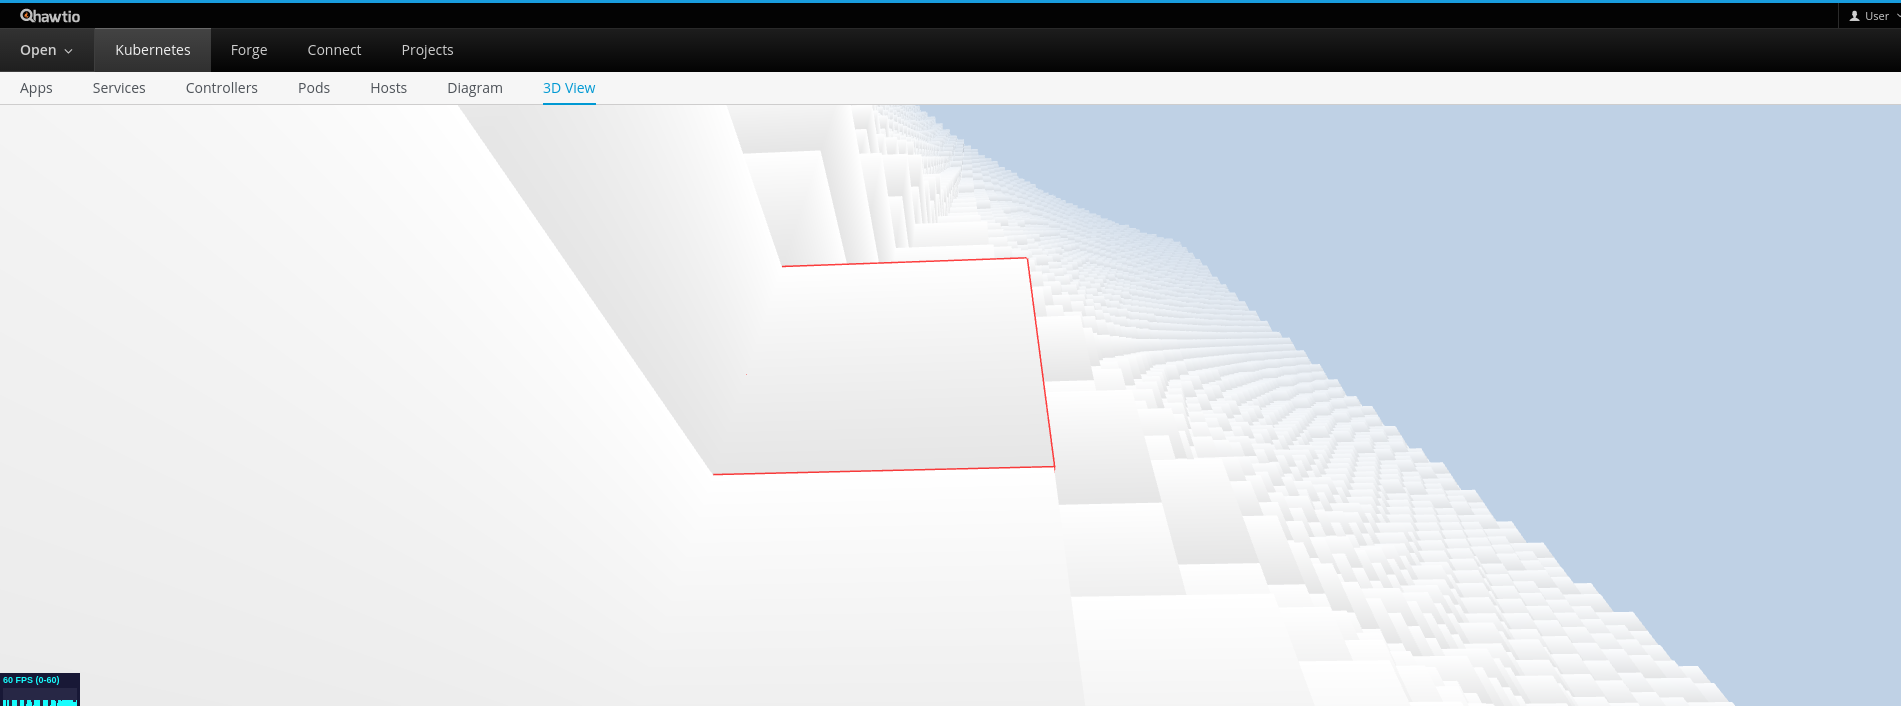 hawtio
User
Open Kubernetes Forge Connect Projects
Apps Services Controllers Pods Hosts Diagram 3D View
60 FPS (0-60)